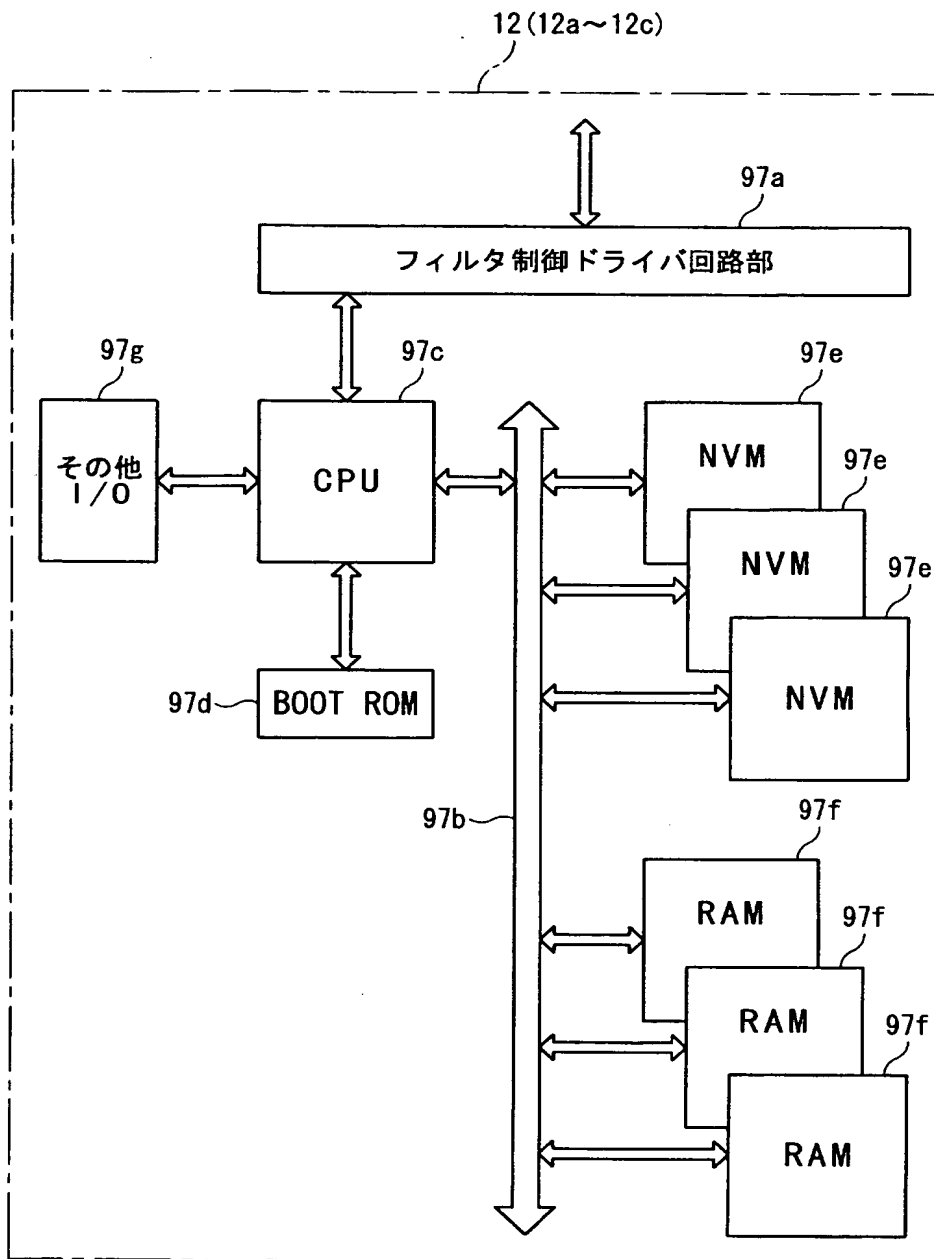 12(12a～12c)
97a
フィルタ制御ドライバ回路部
97g
97c
97e
その他
I/O
CPU
NVM
97e
NVM
97e
NVM
97d
BOOT ROM
97b
97f
RAM
97f
RAM
97f
RAM